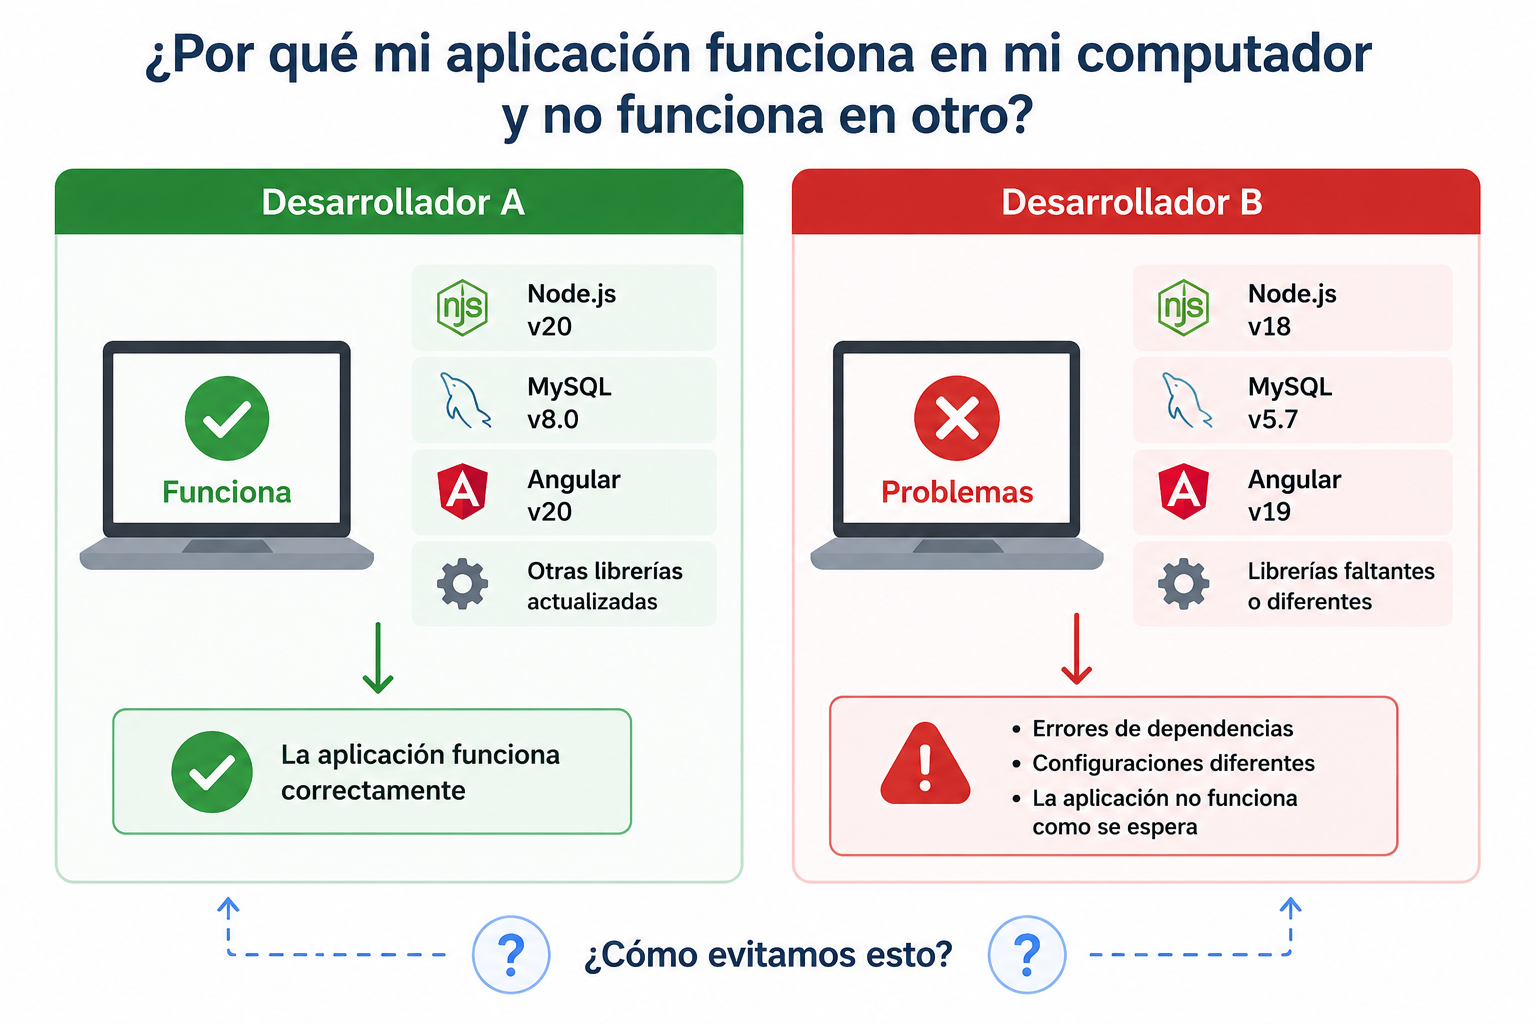 ¿Por qué mi aplicación funciona en mi computador
y no funciona en otro?
Desarrollador A
Funciona
njs
Node.js
v20
MySQL
v8.0
A
Angular
v20
Otras librerías
actualizadas
La aplicación funciona
correctamente
Desarrollador B
Problemas
njs
Node.js
v18
MySQL
v5.7
A
Angular
v19
Librerías faltantes
o diferentes
!
• Errores de dependencias
• Configuraciones diferentes
• La aplicación no funciona
como se espera
? ¿Cómo evitamos esto? ?